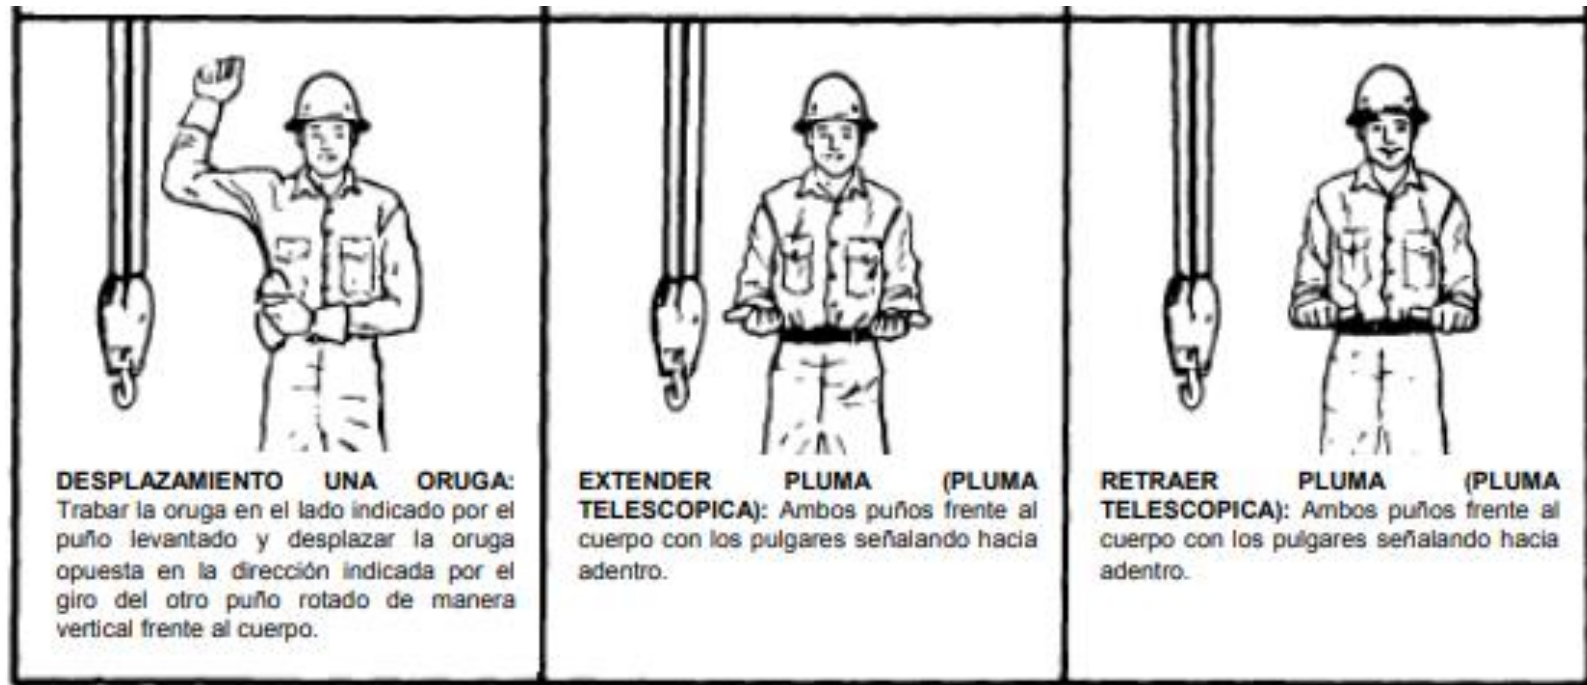 DESPLAZAMIENTO UNA ORUGA:
Trabar la oruga en el lado indicado por el
puño levantado y desplazar la oruga
opuesta en la dirección indicada por el
giro del otro puño rotado de manera
vertical frente al cuerpo.
EXTENDER PLUMA (PLUMA
TELESCOPICA): Ambos puños frente al
cuerpo con los pulgares señalando hacia
adentro.
RETRAER PLUMA (PLUMA
TELESCOPICA): Ambos puños frente al
cuerpo con los pulgares señalando hacia
adentro.